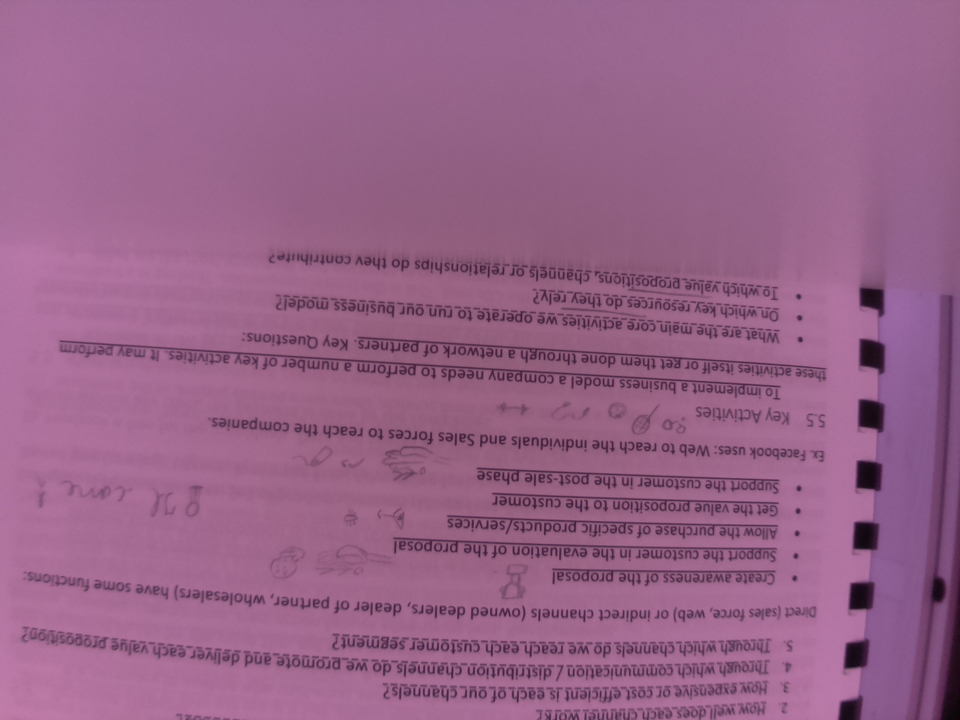 2. How well does each channel work?
3. How expensive or cost efficient is each of our channels?
4. Through which communication / distribution channels do we promote and deliver each value proposition?
5. Through which channels do we reach each customer segment?
Direct (sales force, web) or indirect channels (owned dealers, dealer of partner, wholesalers) have some functions:
• Create awareness of the proposal
• Support the customer in the evaluation of the proposal
• Allow the purchase of specific products/services
• Get the value proposition to the customer
• Support the customer in the post-sale phase
Ex. Facebook uses: Web to reach the individuals and Sales forces to reach the companies.
5.5 Key Activities
To implement a business model a company needs to perform a number of key activities. It may perform
these activities itself or get them done through a network of partners. Key Questions:
• What are the main core activities we operate to run our business model?
• On which key resources do they rely?
• To which value propositions, channels or relationships do they contribute?